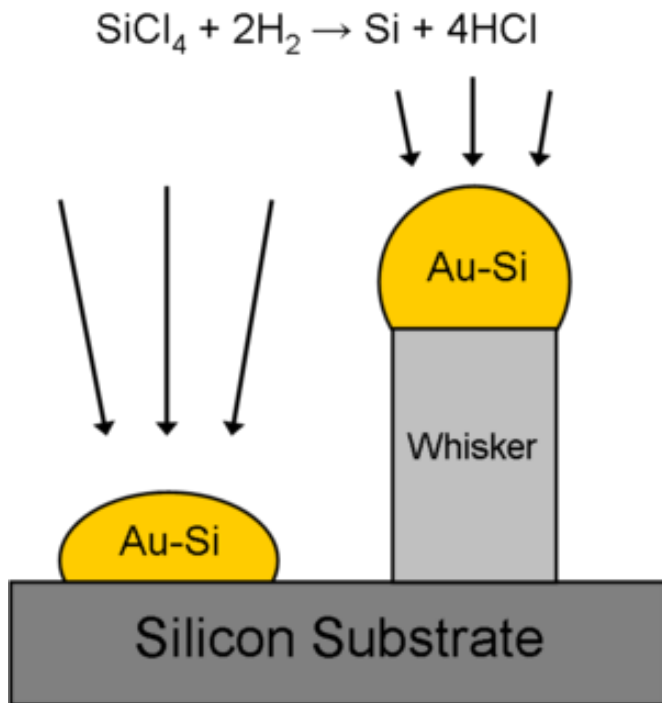 SiCl₄ + 2H₂ → Si + 4HCl
Au-Si
Whisker
Au-Si
Silicon Substrate